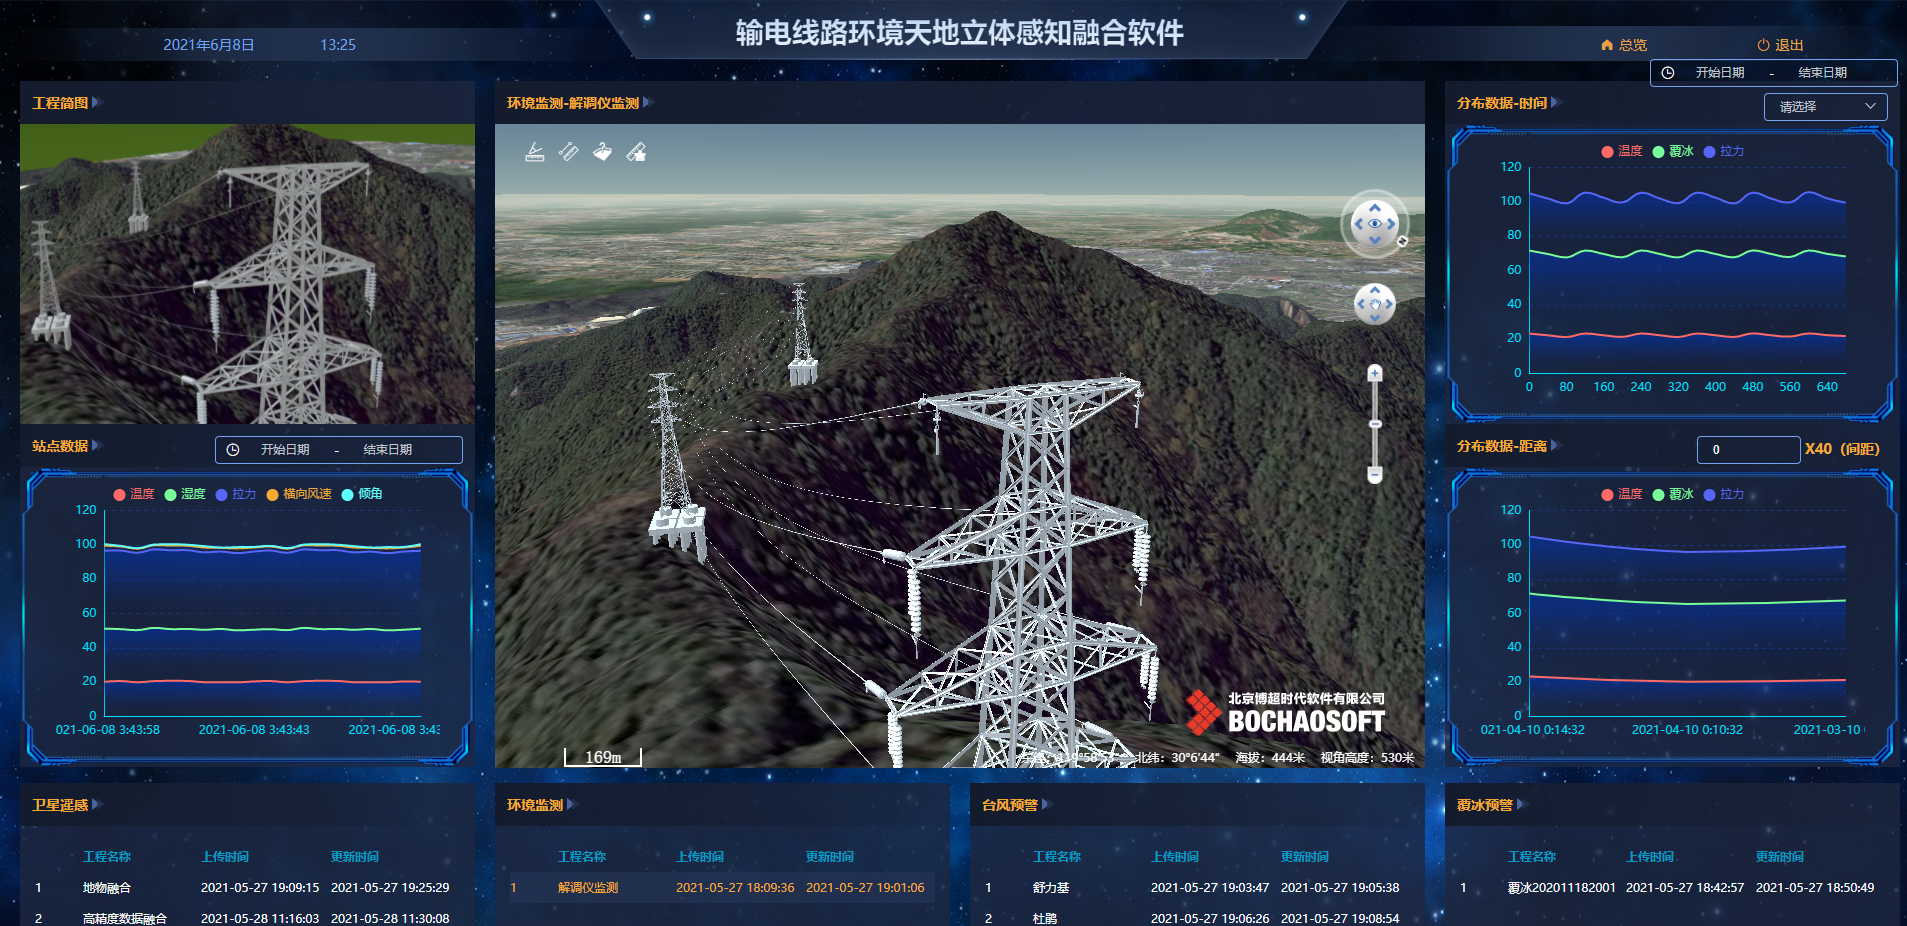 输电线路环境天地立体感知融合软件
2021年6月8日 13:25
总览 退出
工程简图
环境监测-解调仪监测
分布数据-时间
开始日期 - 结束日期
请选择
温度 覆冰 拉力
120
100
80
60
40
20
0
0 80 160 240 320 400 480 560 640
站点数据
开始日期 - 结束日期
温度 湿度 拉力 横向风速 倾角
120
100
80
60
40
20
0
021-06-08 3:43:58 2021-06-08 3:43:43 2021-06-08 3:43
169m
北京博超时代软件有限公司
BOCHAOSOFT
北纬：30°6'44" 海拔：444米 视角高度：530米
分布数据-距离
0 X40（间距）
温度 覆冰 拉力
120
100
80
60
40
20
0
021-04-10 0:14:32 2021-04-10 0:10:32 2021-03-10
卫星遥感
工程名称 上传时间 更新时间
1 地物融合 2021-05-27 19:09:15 2021-05-27 19:25:29
2 高精度数据融合 2021-05-28 11:16:03 2021-05-28 11:30:08
环境监测
工程名称 上传时间 更新时间
1 解调仪监测 2021-05-27 18:09:36 2021-05-27 19:01:06
台风预警
工程名称 上传时间 更新时间
1 舒力基 2021-05-27 19:03:47 2021-05-27 19:05:38
2 杜鹃 2021-05-27 19:06:26 2021-05-27 19:08:54
覆冰预警
工程名称 上传时间 更新时间
1 覆冰202011182001 2021-05-27 18:42:57 2021-05-27 18:50:49